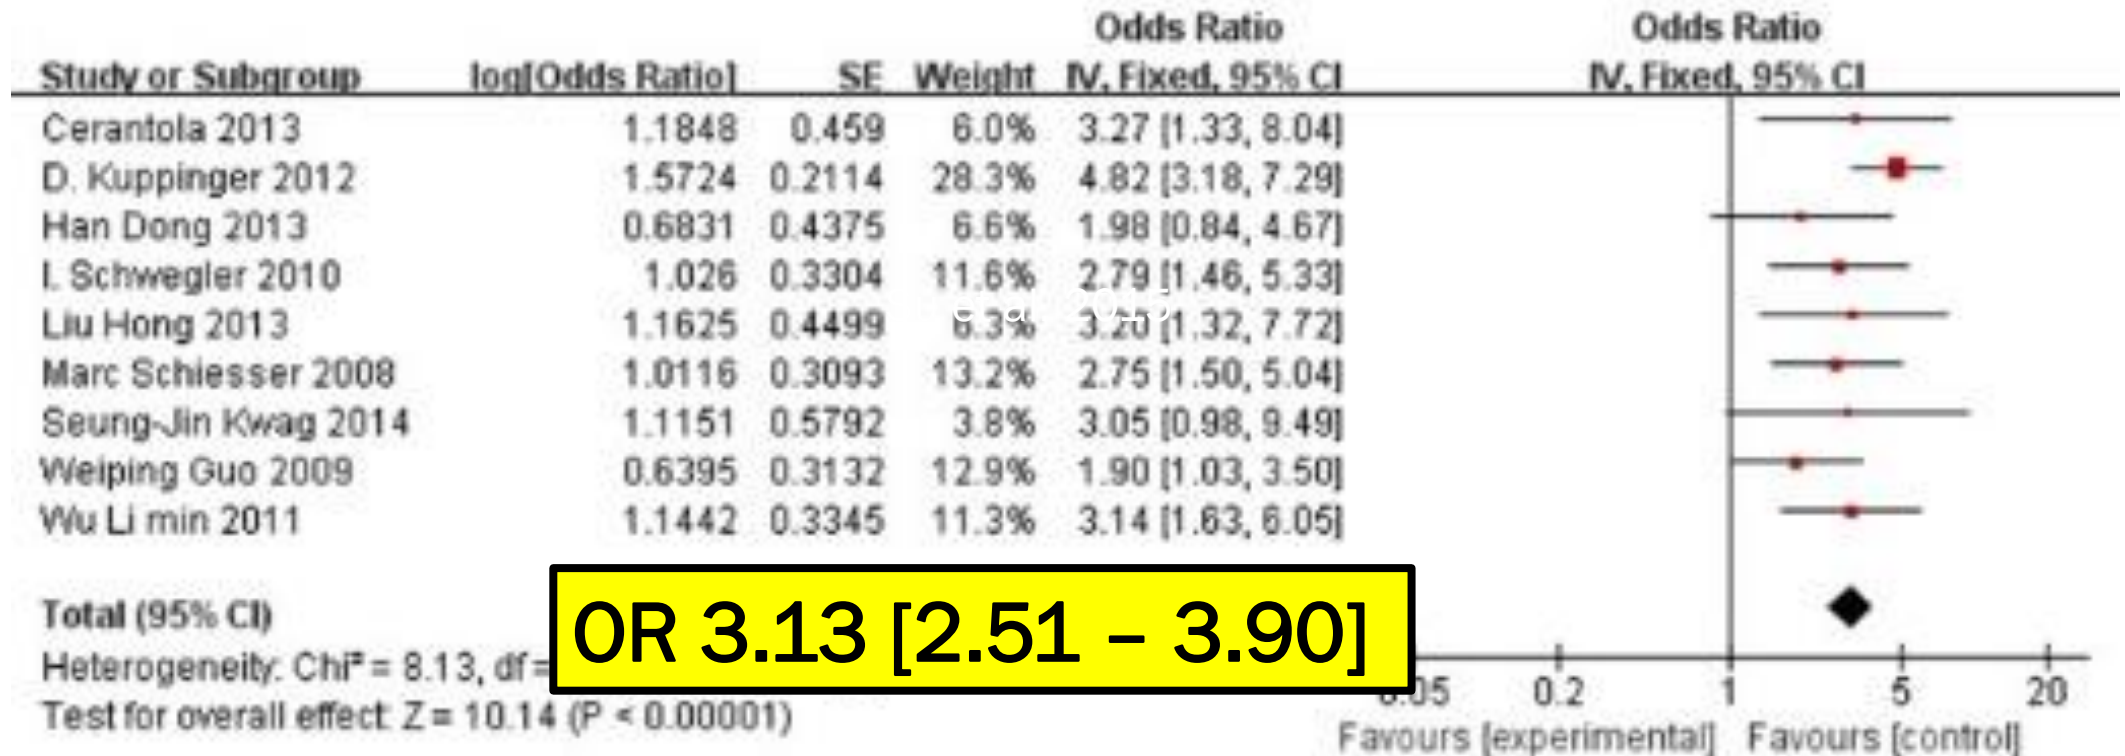 Odds Ratio Odds Ratio
Study or Subgroup log[Odds Ratio] SE Weight IV, Fixed, 95% CI IV, Fixed, 95% CI
Cerantola 2013 1.1848 0.459 6.0% 3.27 [1.33, 8.04]
D. Kuppinger 2012 1.5724 0.2114 28.3% 4.82 [3.18, 7.29]
Han Dong 2013 0.6831 0.4375 6.6% 1.98 [0.84, 4.67]
I. Schwegler 2010 1.026 0.3304 11.6% 2.79 [1.46, 5.33]
Liu Hong 2013 1.1625 0.4499 6.3% 3.20 [1.32, 7.72]
Marc Schiesser 2008 1.0116 0.3093 13.2% 2.75 [1.50, 5.04]
Seung-Jin Kwag 2014 1.1151 0.5792 3.8% 3.05 [0.98, 9.49]
Weiping Guo 2009 0.6395 0.3132 12.9% 1.90 [1.03, 3.50]
Wu Li min 2011 1.1442 0.3345 11.3% 3.14 [1.63, 6.05]
Total (95% CI)
OR 3.13 [2.51 – 3.90]
Heterogeneity: Chi² = 8.13, df =
0.2 1 5 20
Test for overall effect: Z = 10.14 (P < 0.00001)
Favours [experimental] Favours [control]